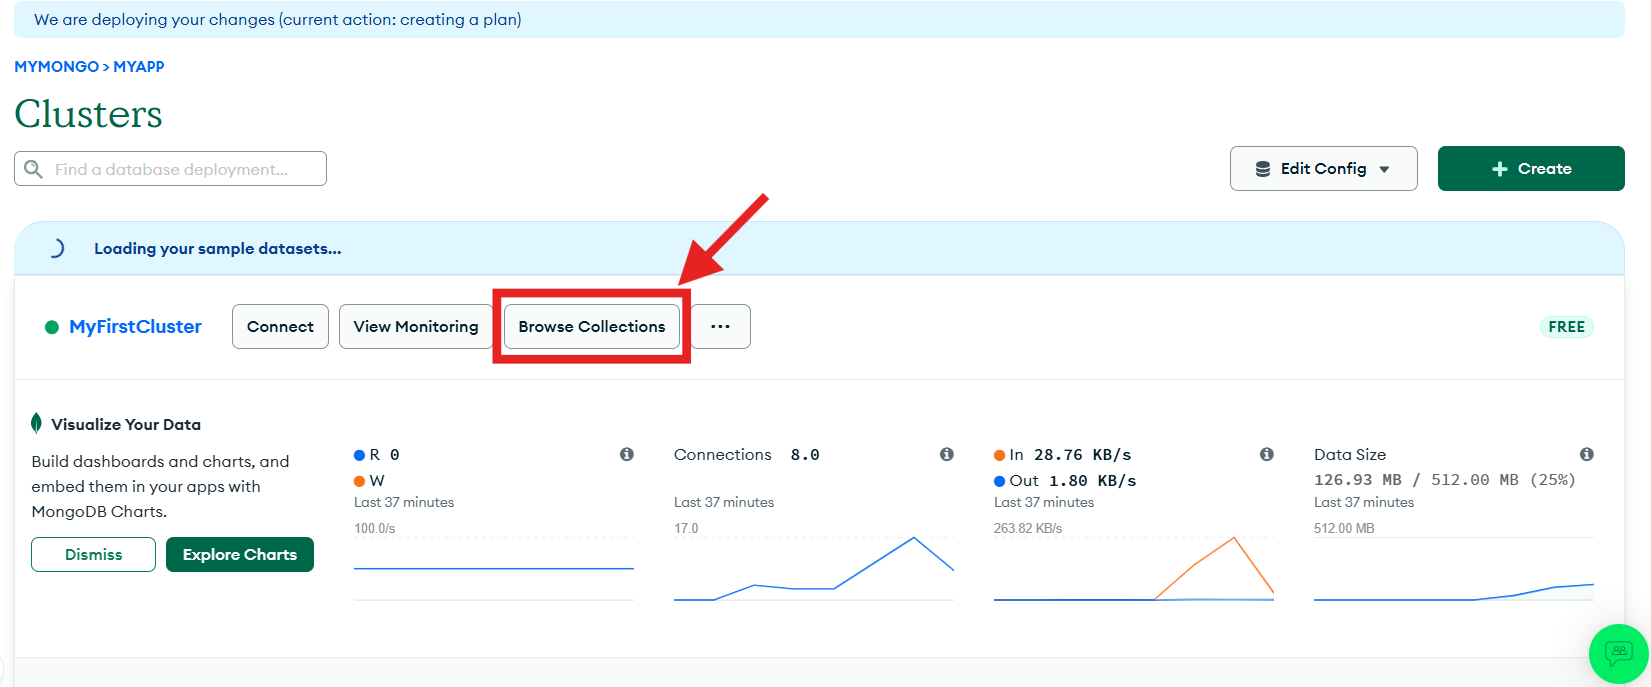 We are deploying your changes (current action: creating a plan)
MYMONGO > MYAPP
Clusters
Find a database deployment...
Edit Config
Create
Loading your sample datasets...
MyFirstCluster
Connect
View Monitoring
Browse Collections
...
FREE
Visualize Your Data
Build dashboards and charts, and
embed them in your apps with
MongoDB Charts.
Dismiss
Explore Charts
R 0
W
Last 37 minutes
100.0/s
Connections 8.0
Last 37 minutes
17.0
In 28.76 KB/s
Out 1.80 KB/s
Last 37 minutes
263.82 KB/s
Data Size
126.93 MB / 512.00 MB (25%)
Last 37 minutes
512.00 MB